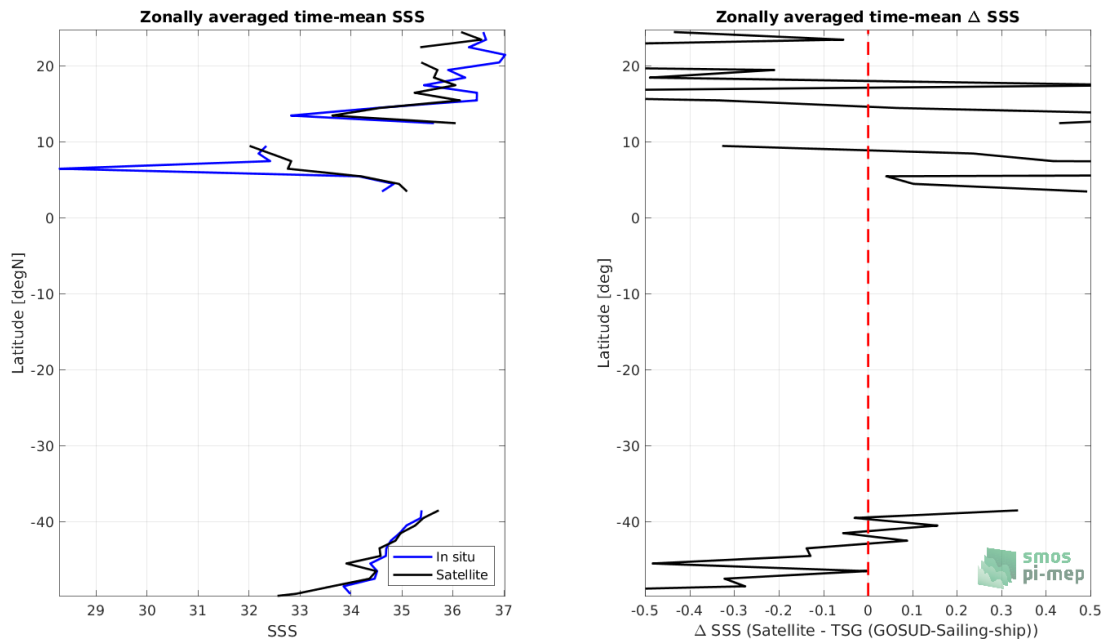 Zonally averaged time-mean SSS
20
10
0
-10
-20
-30
-40
Latitude [degN]
29 30 31 32 33 34 35 36 37
SSS
In situ
Satellite
Zonally averaged time-mean Δ SSS
20
10
0
-10
-20
-30
-40
Latitude [deg]
-0.5 -0.4 -0.3 -0.2 -0.1 0 0.1 0.2 0.3 0.4 0.5
Δ SSS (Satellite - TSG (GOSUD-Sailing-ship))
smos
pi-mep